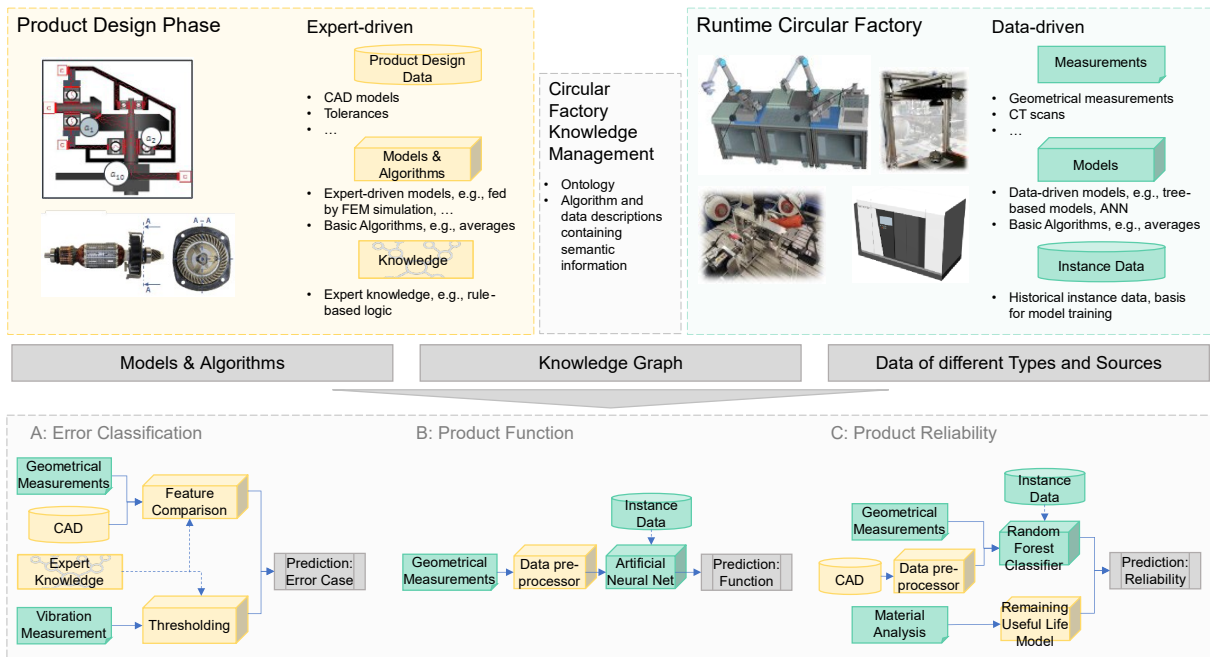 Product Design Phase
Expert-driven
Product Design
Data
• CAD models
• Tolerances
• …
Models &
Algorithms
• Expert-driven models, e.g., fed
by FEM simulation, …
• Basic Algorithms, e.g., averages
Knowledge
• Expert knowledge, e.g., rule-
based logic
C
C
C
G1
G2
G10
G
A
A
A – A
Circular
Factory
Knowledge
Management
• Ontology
• Algorithm and
data descriptions
containing
semantic
information
Runtime Circular Factory
Data-driven
Measurements
• Geometrical measurements
• CT scans
• …
Models
• Data-driven models, e.g., tree-
based models, ANN
• Basic Algorithms, e.g., averages
Instance Data
• Historical instance data, basis
for model training
Models & Algorithms
Knowledge Graph
Data of different Types and Sources
A: Error Classification
Geometrical
Measurements
CAD
Expert
Knowledge
Vibration
Measurement
Feature
Comparison
Thresholding
Prediction:
Error Case
B: Product Function
Instance
Data
Geometrical
Measurements
Data pre-
processor
Artificial
Neural Net
Prediction:
Function
C: Product Reliability
Instance
Data
Geometrical
Measurements
CAD
Data pre-
processor
Random
Forest
Classifier
Material
Analysis
Remaining
Useful Life
Model
Prediction:
Reliability